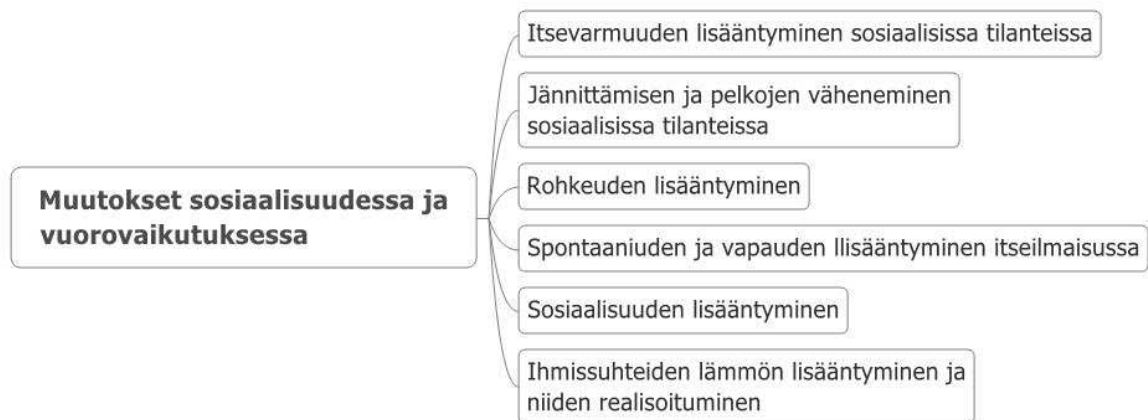 Muutokset sosiaalisuudessa ja
vuorovaikutuksessa
Itsevarmuuden lisääntyminen sosiaalisissa tilanteissa
Jännittämisen ja pelkojen väheneminen
sosiaalisissa tilanteissa
Rohkeuden lisääntyminen
Spontaaniuden ja vapauden llisääntyminen itseilmaisussa
Sosiaalisuuden lisääntyminen
Ihmissuhteiden lämmön lisääntyminen ja
niiden realisoituminen